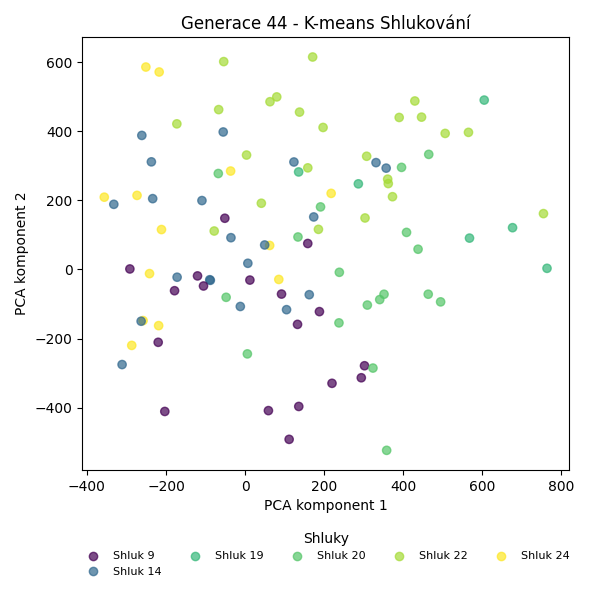 Generace 44 - K-means Shlukování
PCA komponent 2
600
400
200
0
−200
−400
−400 −200 0 200 400 600 800
PCA komponent 1
Shluky
Shluk 9 Shluk 19 Shluk 20 Shluk 22 Shluk 24
Shluk 14